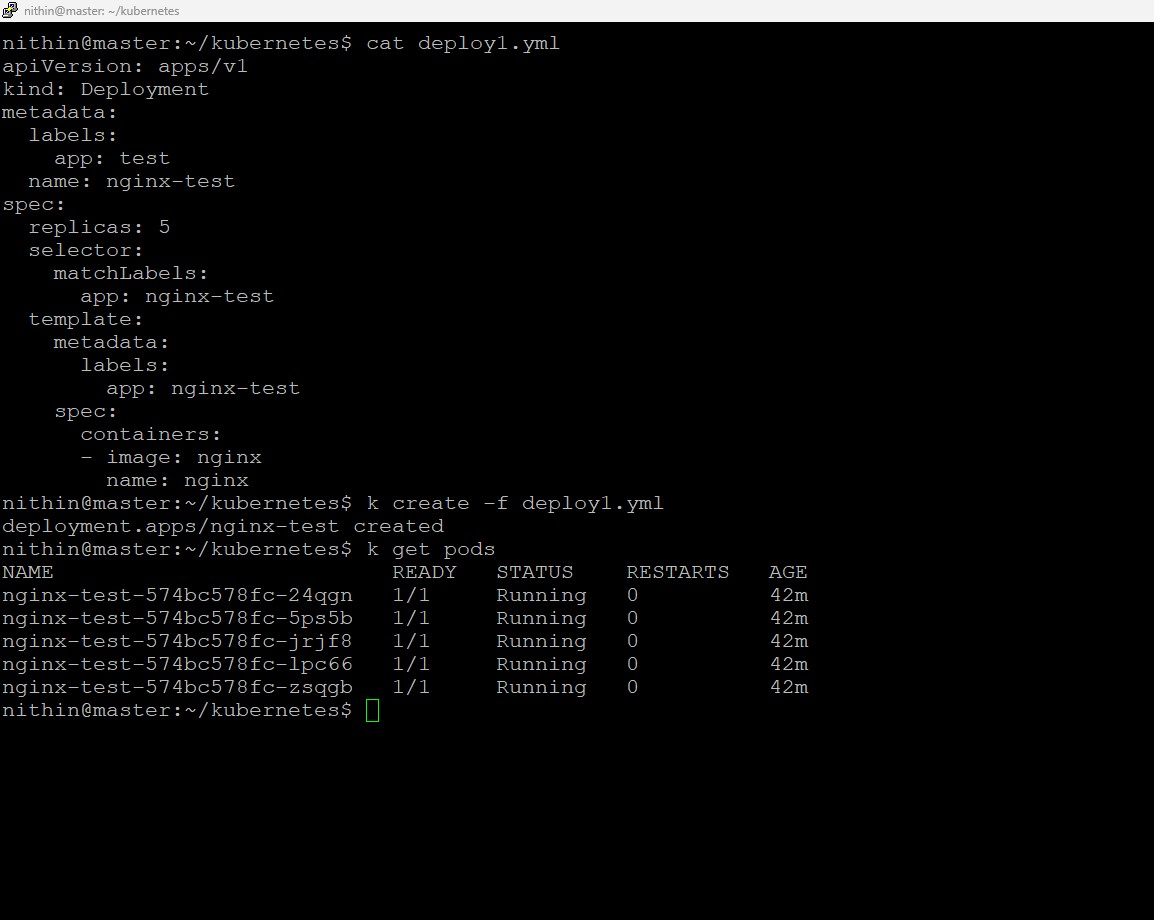 nithin@master: ~/kubernetes
nithin@master:~/kubernetes$ cat deploy1.yml
apiVersion: apps/v1
kind: Deployment
metadata:
  labels:
    app: test
  name: nginx-test
spec:
  replicas: 5
  selector:
    matchLabels:
      app: nginx-test
  template:
    metadata:
      labels:
        app: nginx-test
    spec:
      containers:
      - image: nginx
        name: nginx
nithin@master:~/kubernetes$ k create -f deploy1.yml
deployment.apps/nginx-test created
nithin@master:~/kubernetes$ k get pods
NAME                          READY   STATUS    RESTARTS   AGE
nginx-test-574bc578fc-24qgn   1/1     Running   0          42m
nginx-test-574bc578fc-5ps5b   1/1     Running   0          42m
nginx-test-574bc578fc-jrjf8   1/1     Running   0          42m
nginx-test-574bc578fc-lpc66   1/1     Running   0          42m
nginx-test-574bc578fc-zsqgb   1/1     Running   0          42m
nithin@master:~/kubernetes$